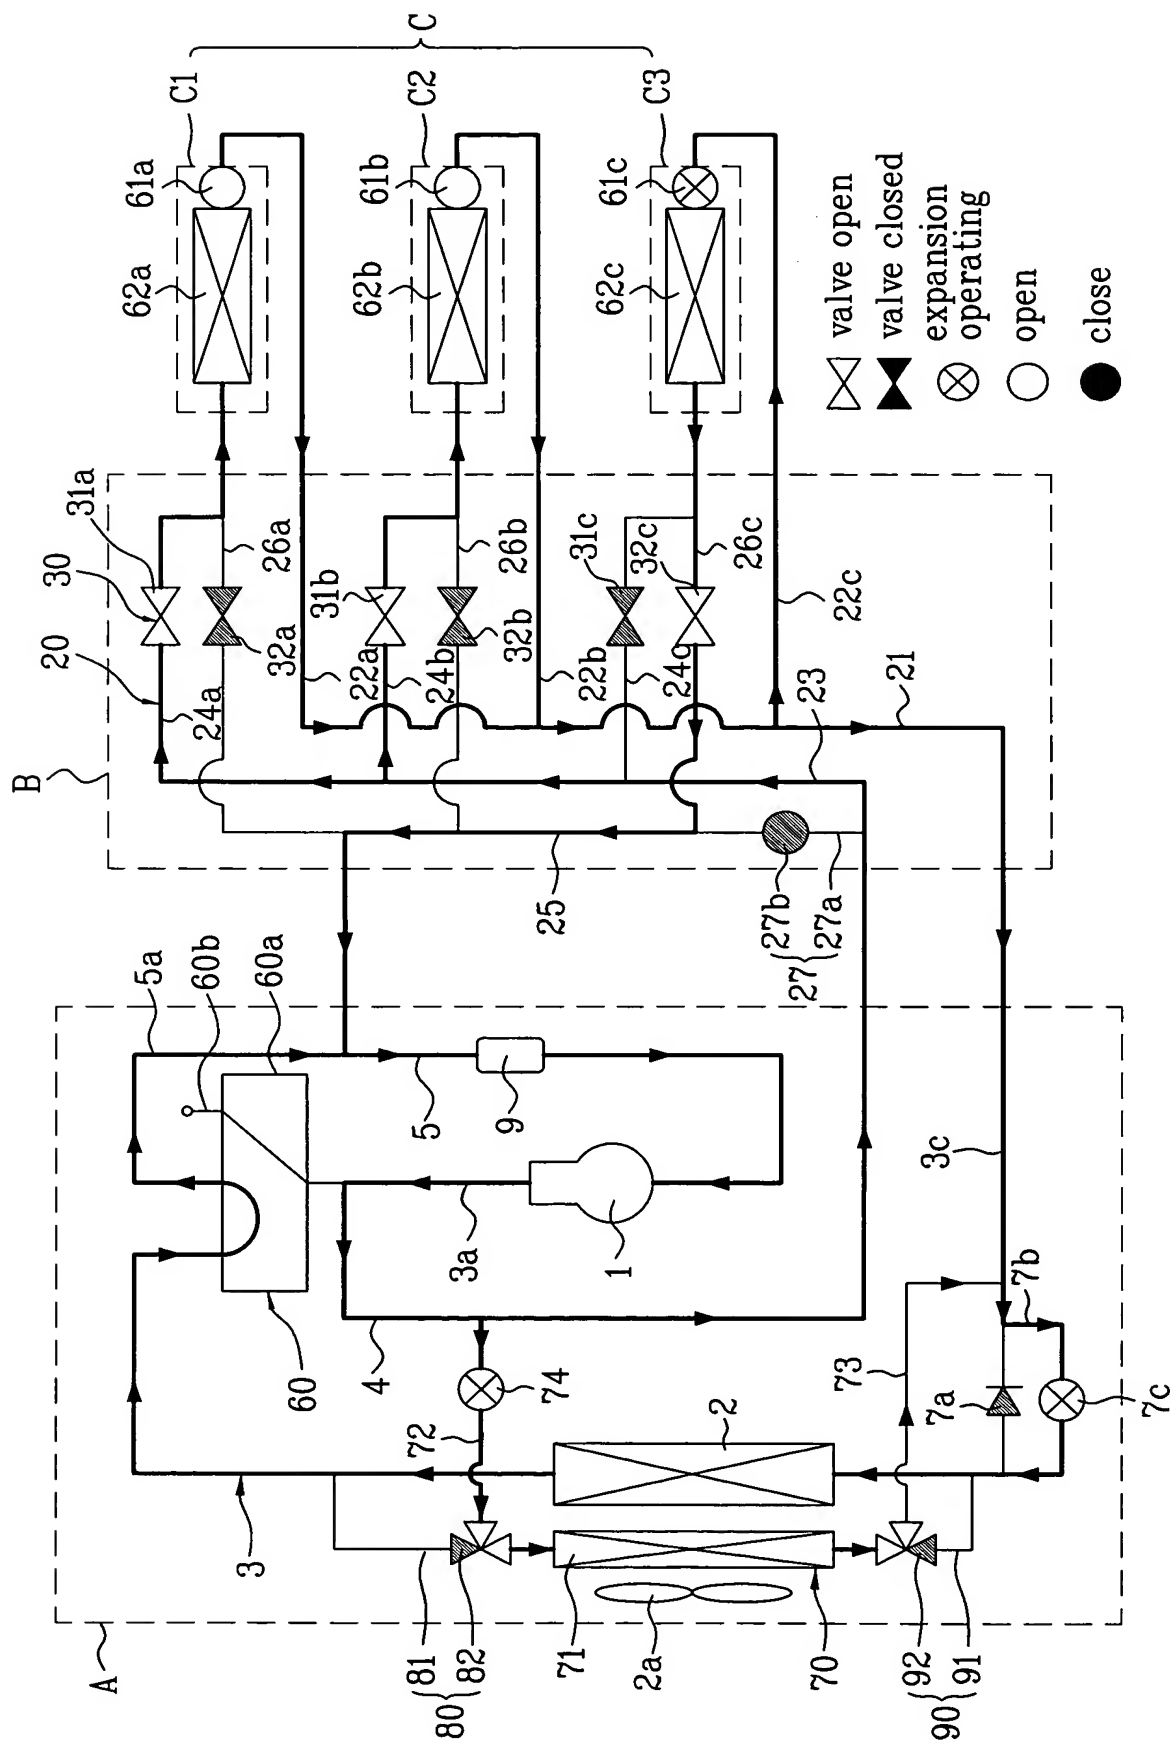 A
B
C
C1
C2
C3
61a
62a
61b
62b
61c
62c
31a
30
20
24a
32a
26a
22a
31b
24b
32b
26b
22b
31c
32c
24c
26c
22c
21
23
25
27b
27a
27
5a
60b
60a
60
5
9
3a
1
4
3c
7b
7a
7c
73
74
72
2
3
81
82
80
71
2a
70
92
91
90
valve open
valve closed
expansion
operating
open
close